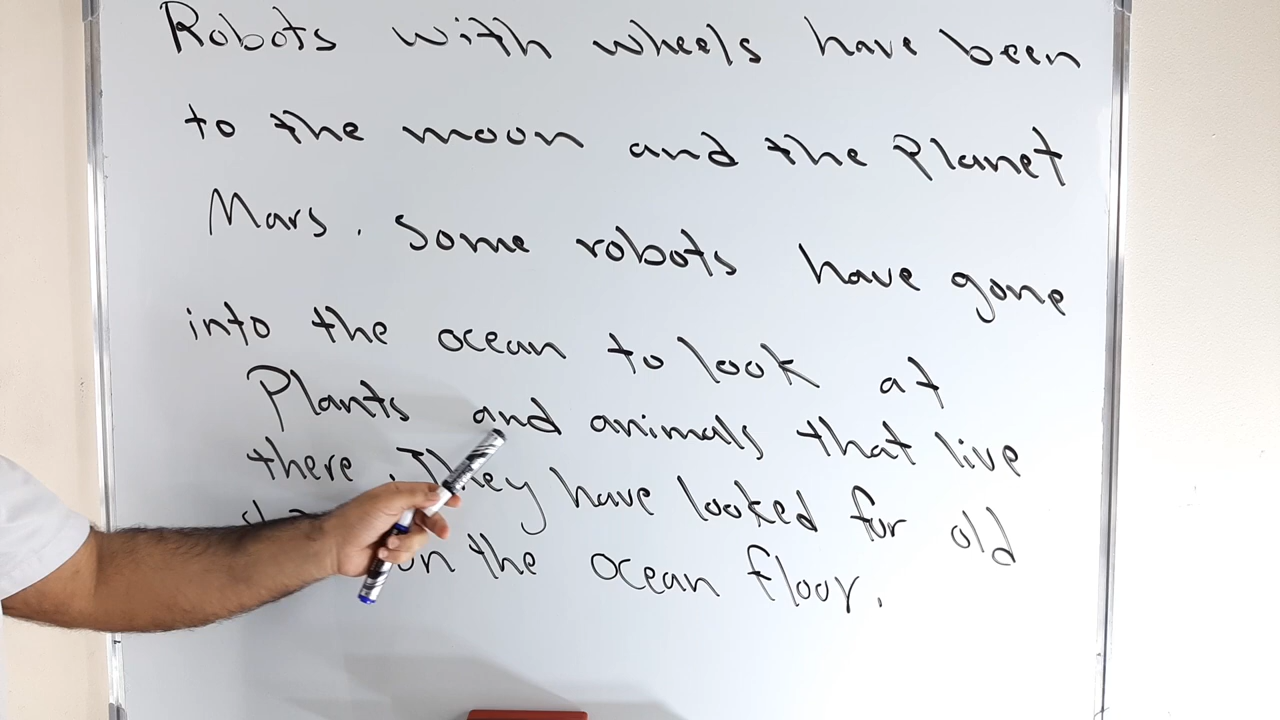 Robots with wheels have been
to the moon and the Planet
Mars. Some robots have gone
into the ocean to look at
Plants and animals that live
there. They have looked for old
on the ocean floor.